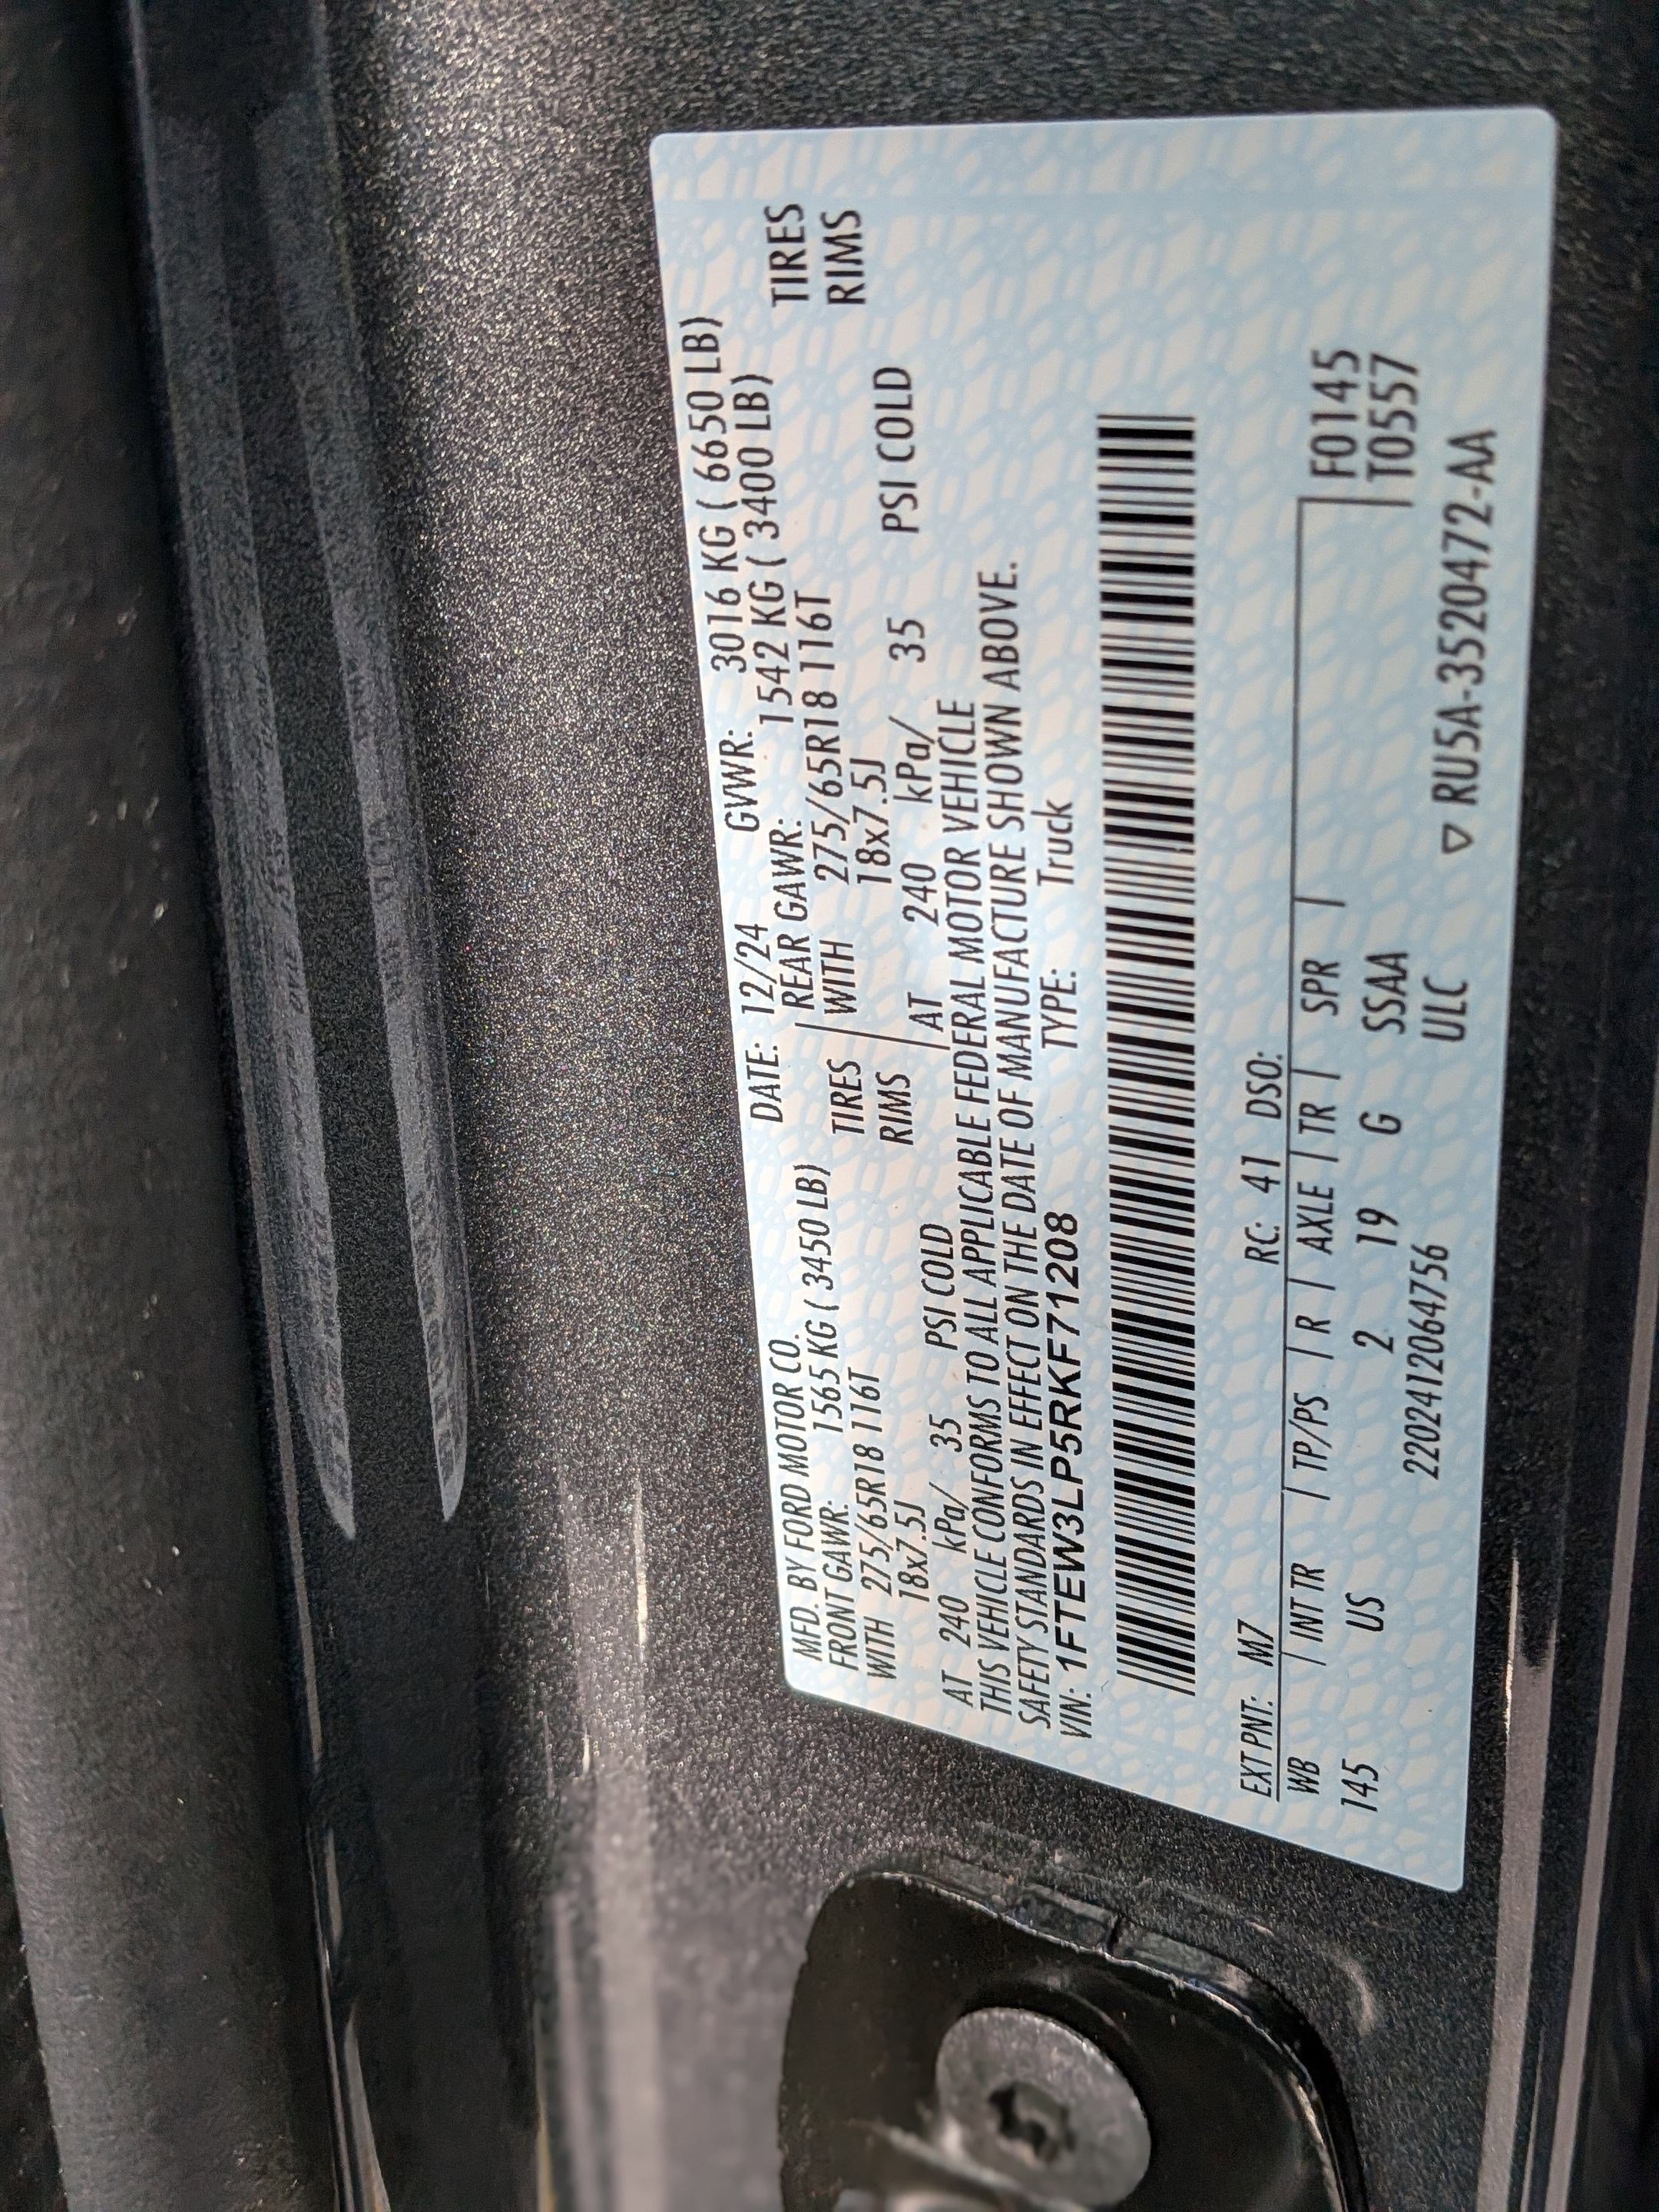 MFD. BY FORD MOTOR CO. DATE: 12/24 GVWR: 3016 KG ( 6650 LB)
FRONT GAWR: 1565 KG ( 3450 LB) REAR GAWR: 1542 KG ( 3400 LB)
WITH 275/65R18 116T TIRES WITH 275/65R18 116T TIRES
18x7.5J RIMS 18x7.5J RIMS
AT 240 kPa/ 35 PSI COLD AT 240 kPa/ 35 PSI COLD
THIS VEHICLE CONFORMS TO ALL APPLICABLE FEDERAL MOTOR VEHICLE
SAFETY STANDARDS IN EFFECT ON THE DATE OF MANUFACTURE SHOWN ABOVE.
VIN: 1FTEW3LP5RKF71208 TYPE: Truck
EXT PNT: M7 RC: 41 DSO:
WB | INT TR | TP/PS | R | AXLE | TR | SPR | F0145
145 US 2 19 G SSAA T0557
22024120647​56 ULC
▽ RU5A-3520472-AA